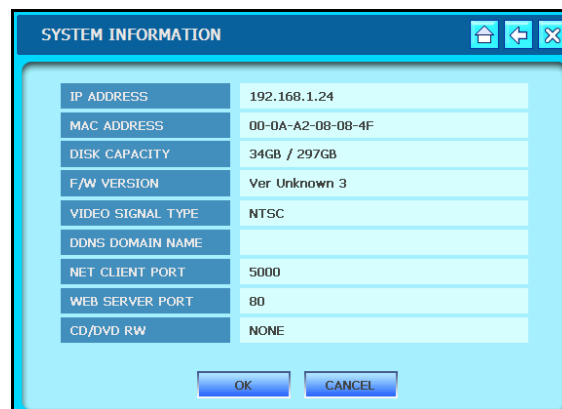 SYSTEM INFORMATION
IP ADDRESS 192.168.1.24
MAC ADDRESS 00-0A-A2-08-08-4F
DISK CAPACITY 34GB / 297GB
F/W VERSION Ver Unknown 3
VIDEO SIGNAL TYPE NTSC
DDNS DOMAIN NAME
NET CLIENT PORT 5000
WEB SERVER PORT 80
CD/DVD RW NONE
OK CANCEL